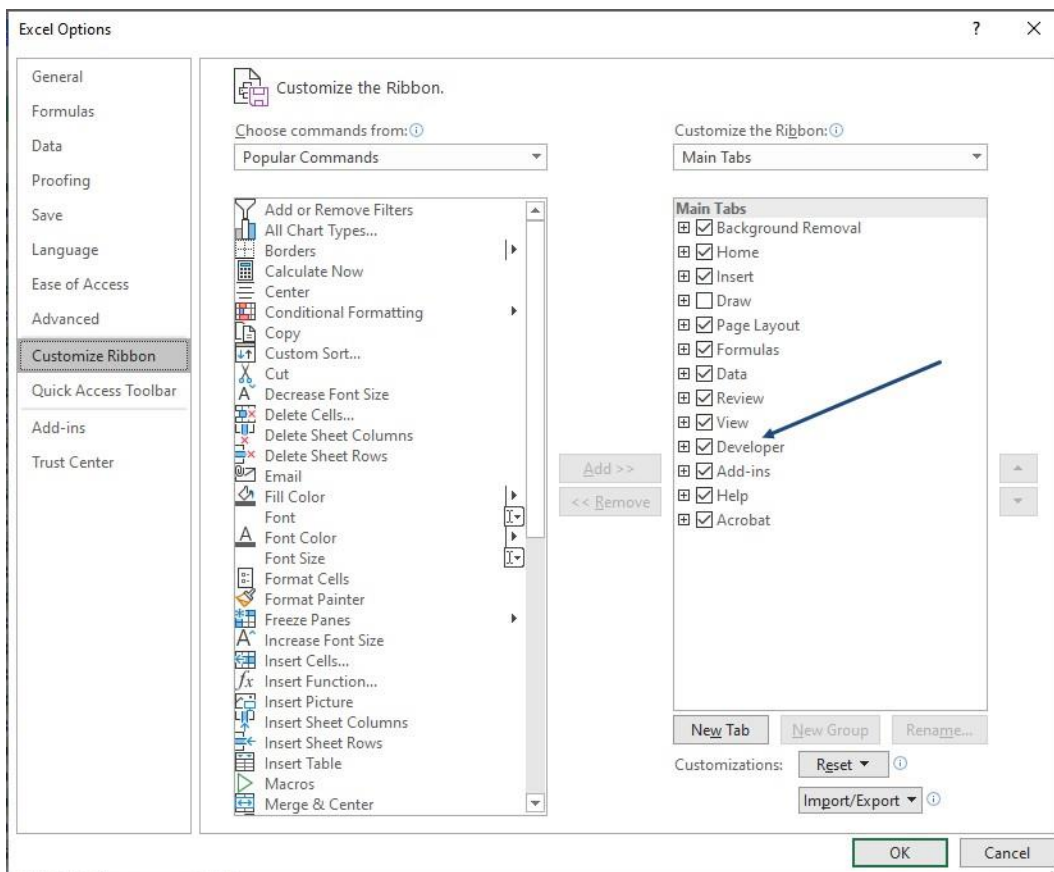 Excel Options
?
General
Formulas
Data
Proofing
Save
Language
Ease of Access
Advanced
Customize Ribbon
Quick Access Toolbar
Add-ins
Trust Center
Customize the Ribbon.
Choose commands from:
Popular Commands
Add or Remove Filters
All Chart Types...
Borders
Calculate Now
Center
Conditional Formatting
Copy
Custom Sort...
Cut
Decrease Font Size
Delete Cells...
Delete Sheet Columns
Delete Sheet Rows
Email
Fill Color
Font
Font Color
Font Size
Format Cells
Format Painter
Freeze Panes
Increase Font Size
Insert Cells...
Insert Function...
Insert Picture
Insert Sheet Columns
Insert Sheet Rows
Insert Table
Macros
Merge & Center
Add >>
<< Remove
Customize the Ribbon:
Main Tabs
Main Tabs
Background Removal
Home
Insert
Draw
Page Layout
Formulas
Data
Review
View
Developer
Add-ins
Help
Acrobat
New Tab
New Group
Rename...
Customizations:
Reset
Import/Export
OK
Cancel